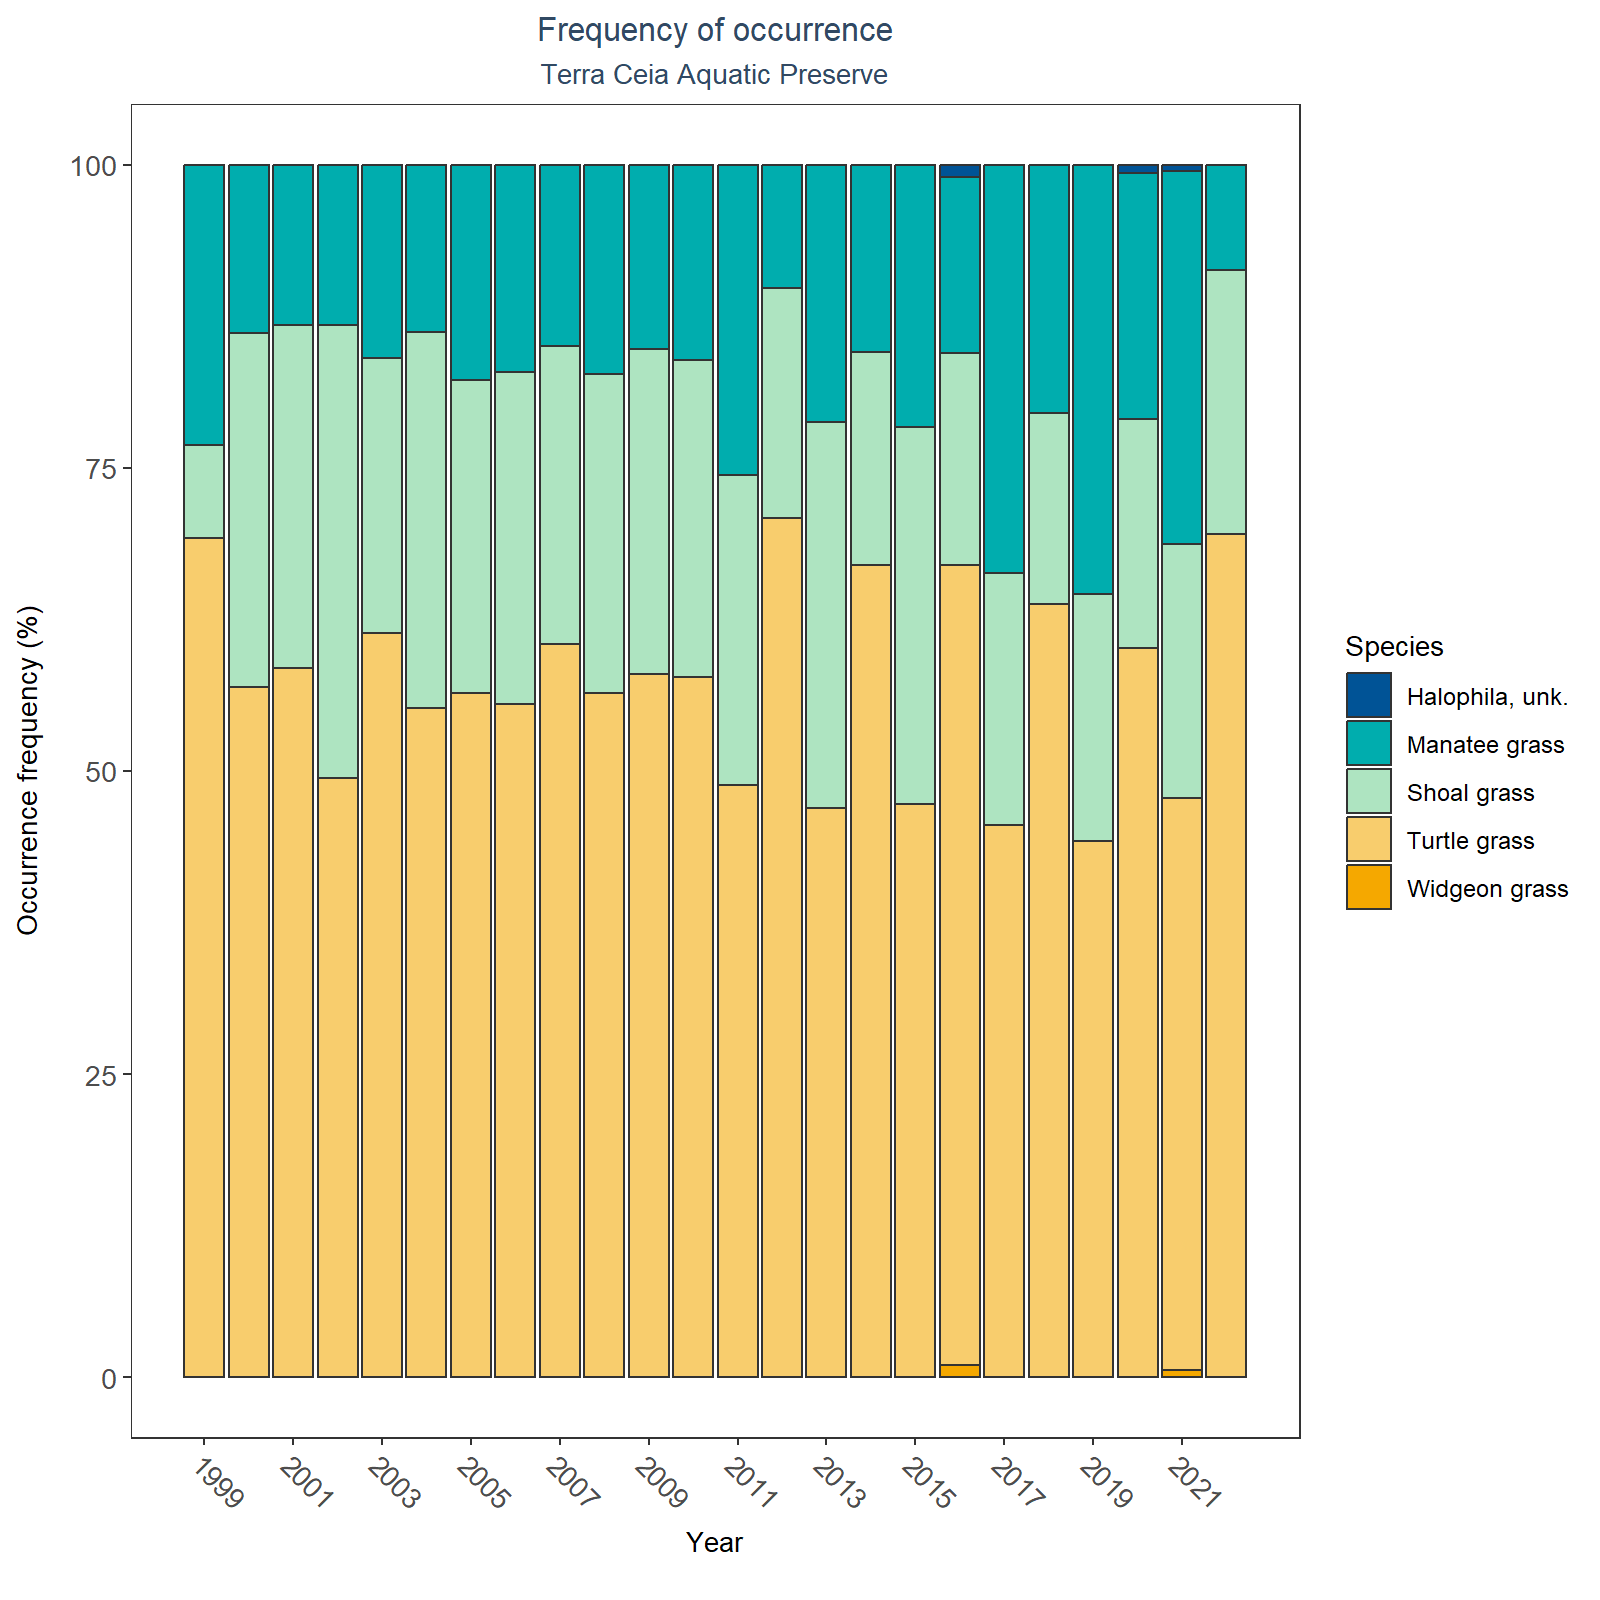 Frequency of occurrence
Terra Ceia Aquatic Preserve
Occurrence frequency (%)
100
75
50
25
0
1999
2001
2003
2005
2007
2009
2011
2013
2015
2017
2019
2021
Year
Species
Halophila, unk.
Manatee grass
Shoal grass
Turtle grass
Widgeon grass